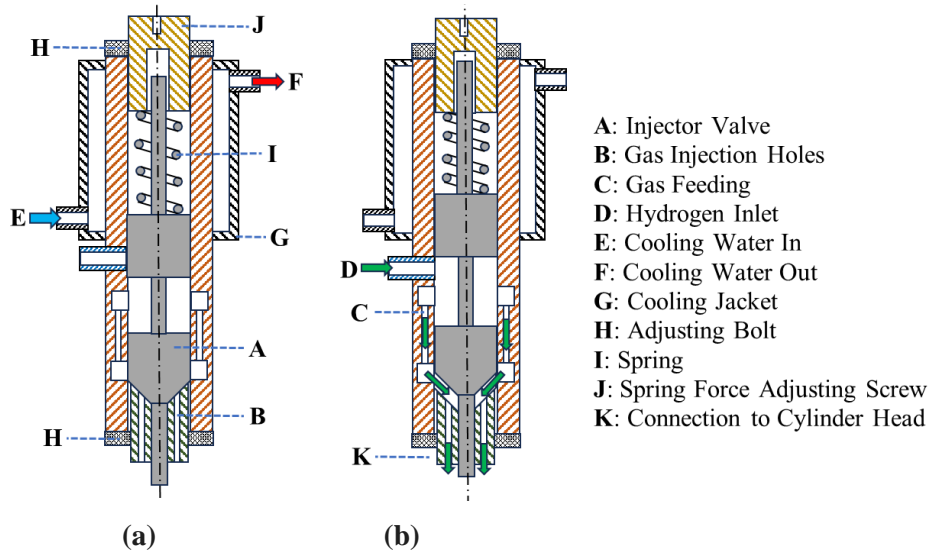 J
H
F
I
E
G
A
B
H
(a)
D
C
K
(b)
A: Injector Valve
B: Gas Injection Holes
C: Gas Feeding
D: Hydrogen Inlet
E: Cooling Water In
F: Cooling Water Out
G: Cooling Jacket
H: Adjusting Bolt
I: Spring
J: Spring Force Adjusting Screw
K: Connection to Cylinder Head